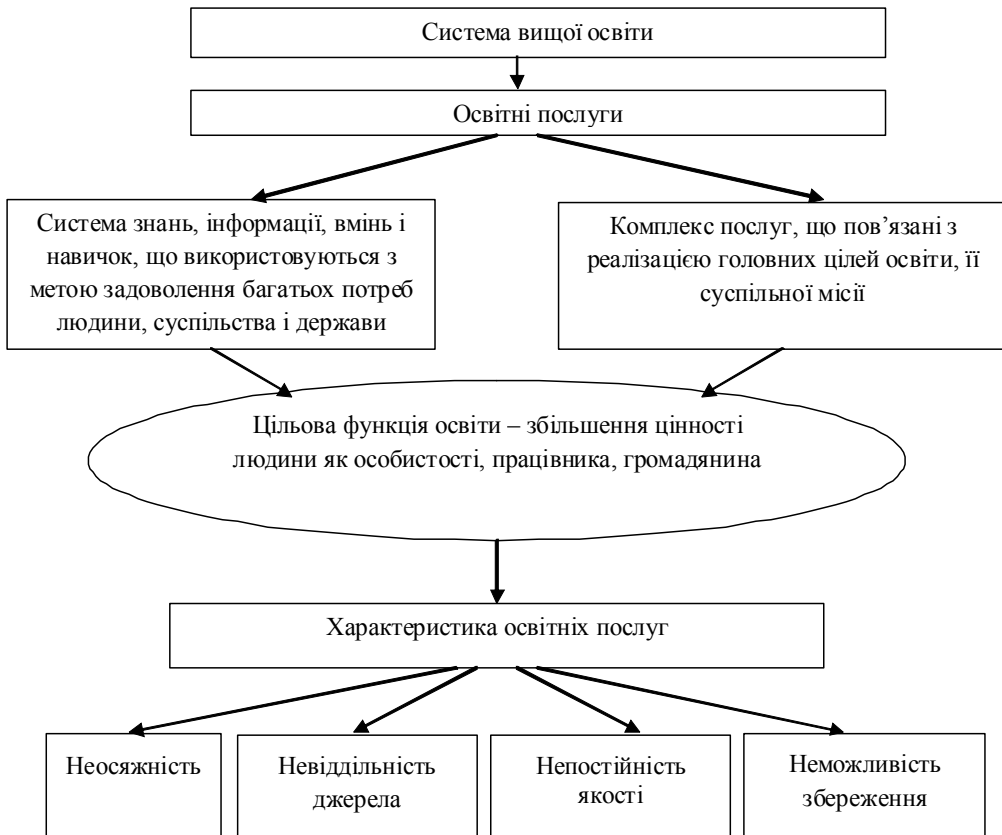 Система вищої освіти
Освітні послуги
Система знань, інформації, вмінь і
навичок, що використовуються з
метою задоволення багатьох потреб
людини, суспільства і держави
Комплекс послуг, що пов’язані з
реалізацією головних цілей освіти, її
суспільної місії
Цільова функція освіти – збільшення цінності
людини як особистості, працівника, громадянина
Характеристика освітніх послуг
Неосяжність
Невіддільність
джерела
Непостійність
якості
Неможливість
збереження